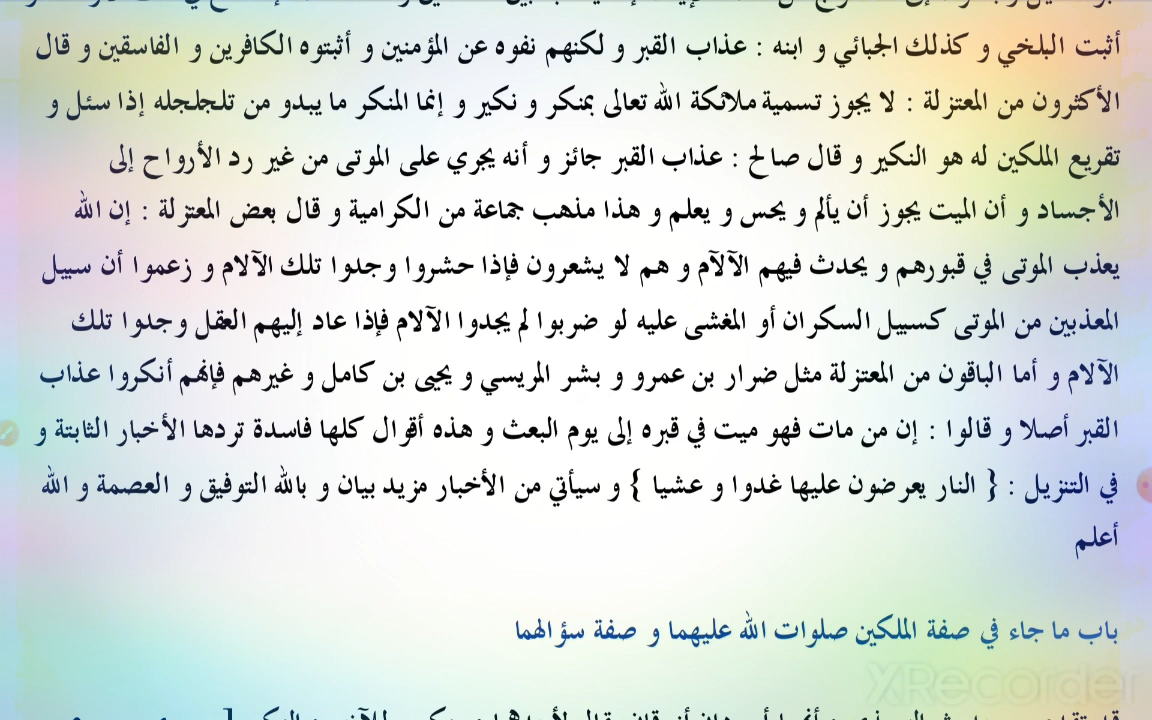 أثبت البلخي و كذلك الجبائي و ابنه : عذاب القبر و لكنهم نفوه عن المؤمنين و أثبتوه الكافرين و الفاسقين و قال
الأكثرون من المعتزلة : لا يجوز تسمية ملائكة الله تعالى بمنكر و نكير و إنما المنكر ما يبدو من تلجلجله إذا سئل و
تقريع الملكين له هو النكير و قال صالح : عذاب القبر جائز و أنه يجري على الموتى من غير رد الأرواح إلى
الأجساد و أن الميت يجوز أن يألم و يحس و يعلم و هذا مذهب جماعة من الكرامية و قال بعض المعتزلة : إن الله
يعذب الموتى في قبورهم و يحدث فيهم الآلآم و هم لا يشعرون فإذا حشروا وجدوا تلك الآلام و زعموا أن سبيل
المعذبين من الموتى كسبيل السكران أو المغشى عليه لو ضربوا لم يجدوا الآلام فإذا عاد إليهم العقل وجدوا تلك
الآلام و أما الباقون من المعتزلة مثل ضرار بن عمرو و بشر المريسي و يحيى بن كامل و غيرهم فإنهم أنكروا عذاب
القبر أصلا و قالوا : إن من مات فهو ميت في قبره إلى يوم البعث و هذه أقوال كلها فاسدة تردها الأخبار الثابتة و
في التنزيل : { النار يعرضون عليها غدوا و عشيا } و سيأتي من الأخبار مزيد بيان و بالله التوفيق و العصمة و الله
أعلم
باب ما جاء في صفة الملكين صلوات الله عليهما و صفة سؤالهما
XRecorder